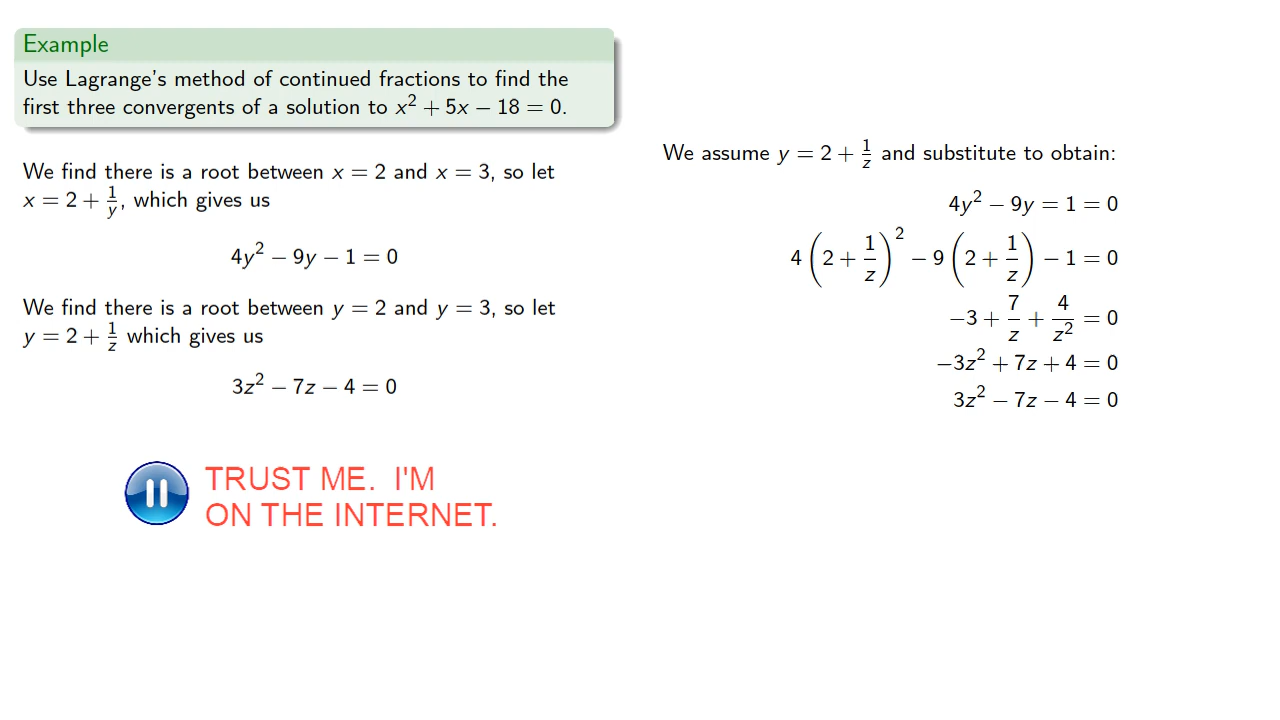 Example
Use Lagrange's method of continued fractions to find the
first three convergents of a solution to x² + 5x − 18 = 0.
We find there is a root between x = 2 and x = 3, so let
x = 2 + 1/y, which gives us
4y² − 9y − 1 = 0
We find there is a root between y = 2 and y = 3, so let
y = 2 + 1/z which gives us
3z² − 7z − 4 = 0
TRUST ME. I'M
ON THE INTERNET.
We assume y = 2 + 1/z and substitute to obtain:
4y² − 9y = 1 = 0
4(2 + 1/z)² − 9(2 + 1/z) − 1 = 0
−3 + 7/z + 4/z² = 0
−3z² + 7z + 4 = 0
3z² − 7z − 4 = 0